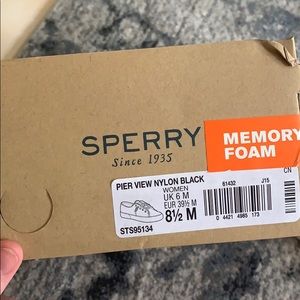 SPERRY
Since 1935
MEMORY
FOAM
CN
PIER VIEW NYLON BLACK
61432 J15
WOMEN
UK 6 M
EUR 39½ M
8½ M
STS95134
0 4421 4985 173